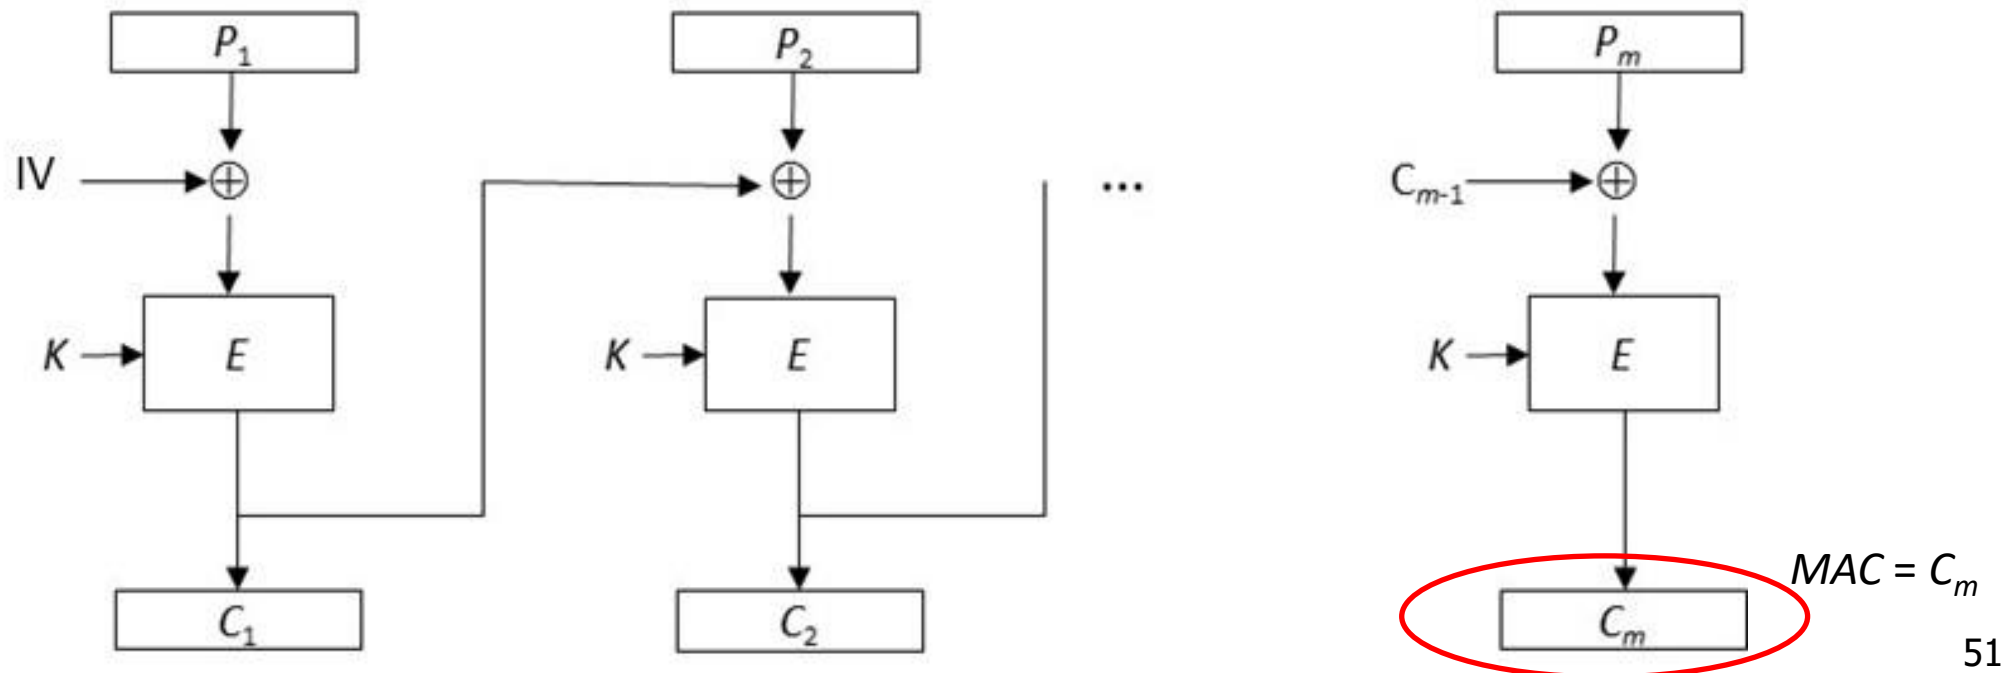 P₁ P₂ Pₘ
IV ⊕ ⊕ ... Cₘ₋₁ ⊕
K E K E K E
MAC = Cₘ
C₁ C₂ Cₘ
51